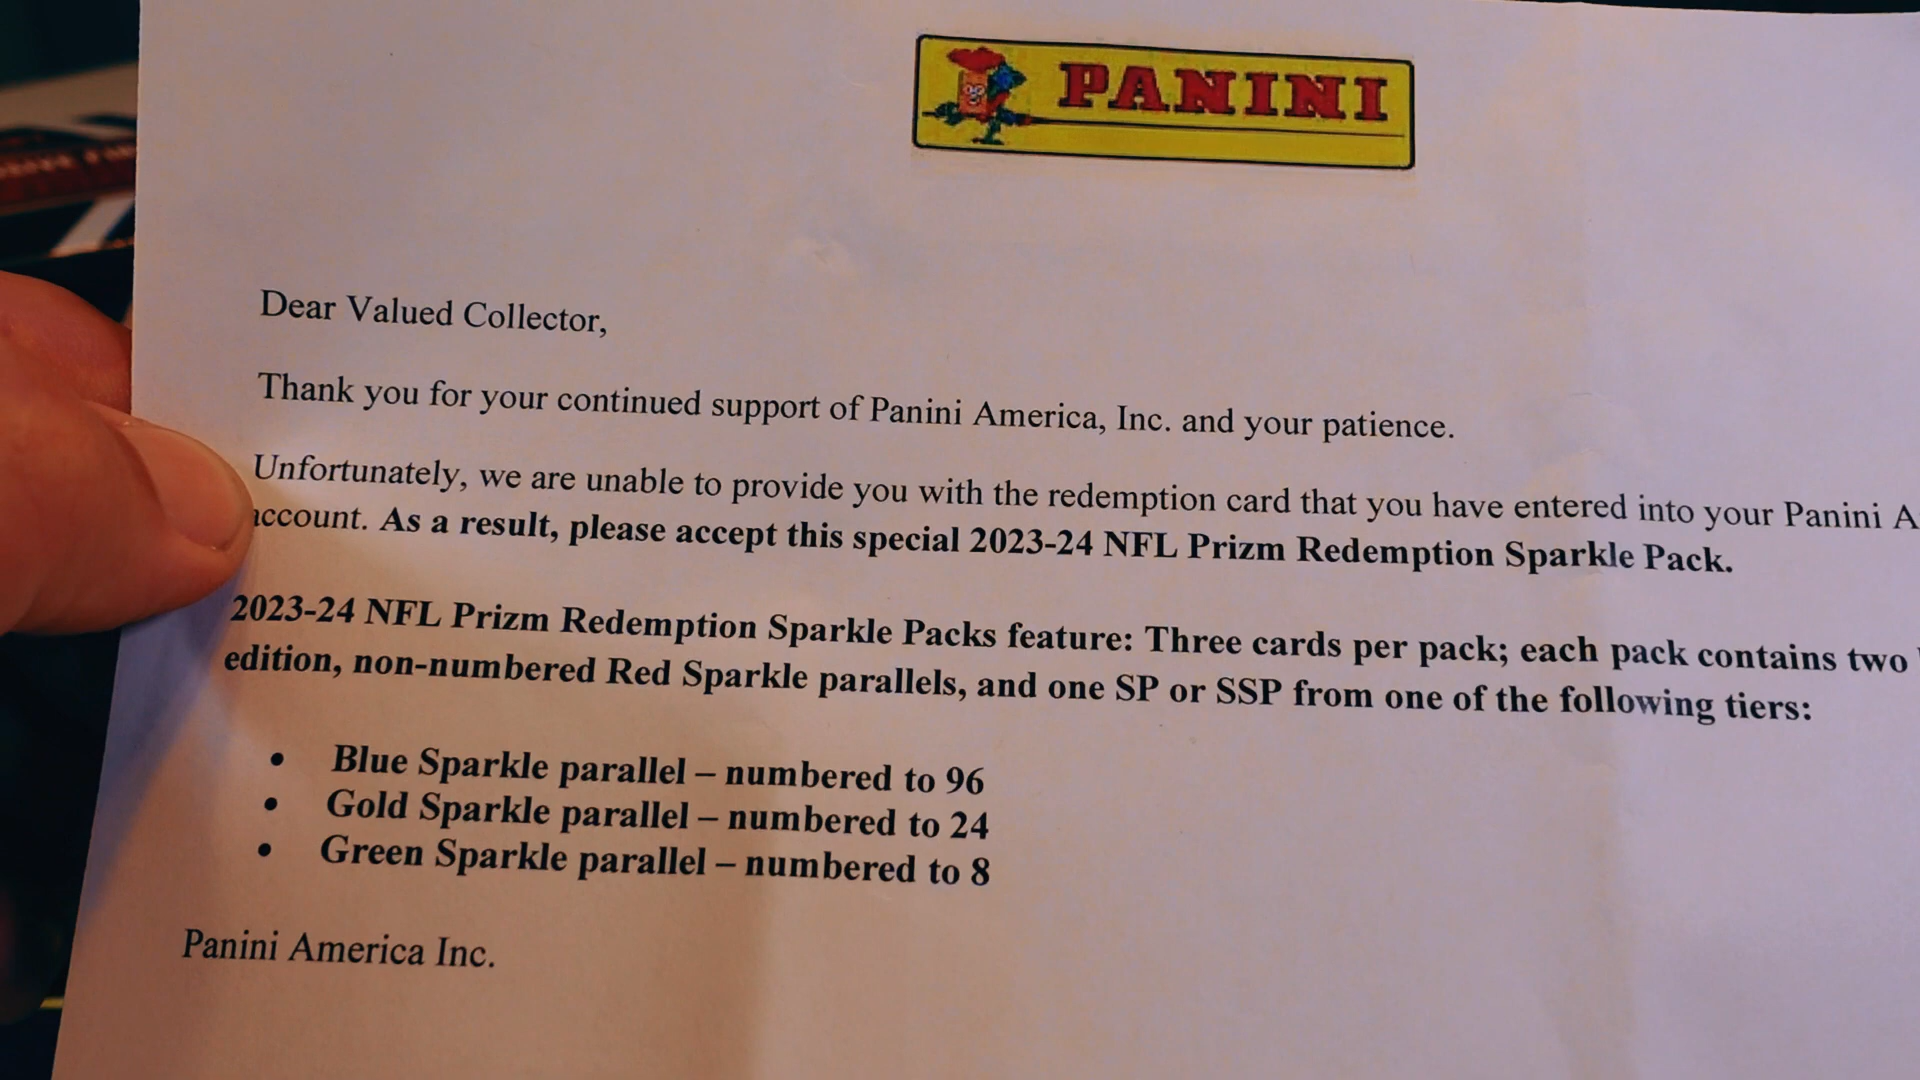 PANINI
Dear Valued Collector,
Thank you for your continued support of Panini America, Inc. and your patience.
Unfortunately, we are unable to provide you with the redemption card that you have entered into your Panini A
account. As a result, please accept this special 2023-24 NFL Prizm Redemption Sparkle Pack.
2023-24 NFL Prizm Redemption Sparkle Packs feature: Three cards per pack; each pack contains two
edition, non-numbered Red Sparkle parallels, and one SP or SSP from one of the following tiers:
• Blue Sparkle parallel – numbered to 96
• Gold Sparkle parallel – numbered to 24
• Green Sparkle parallel – numbered to 8
Panini America Inc.